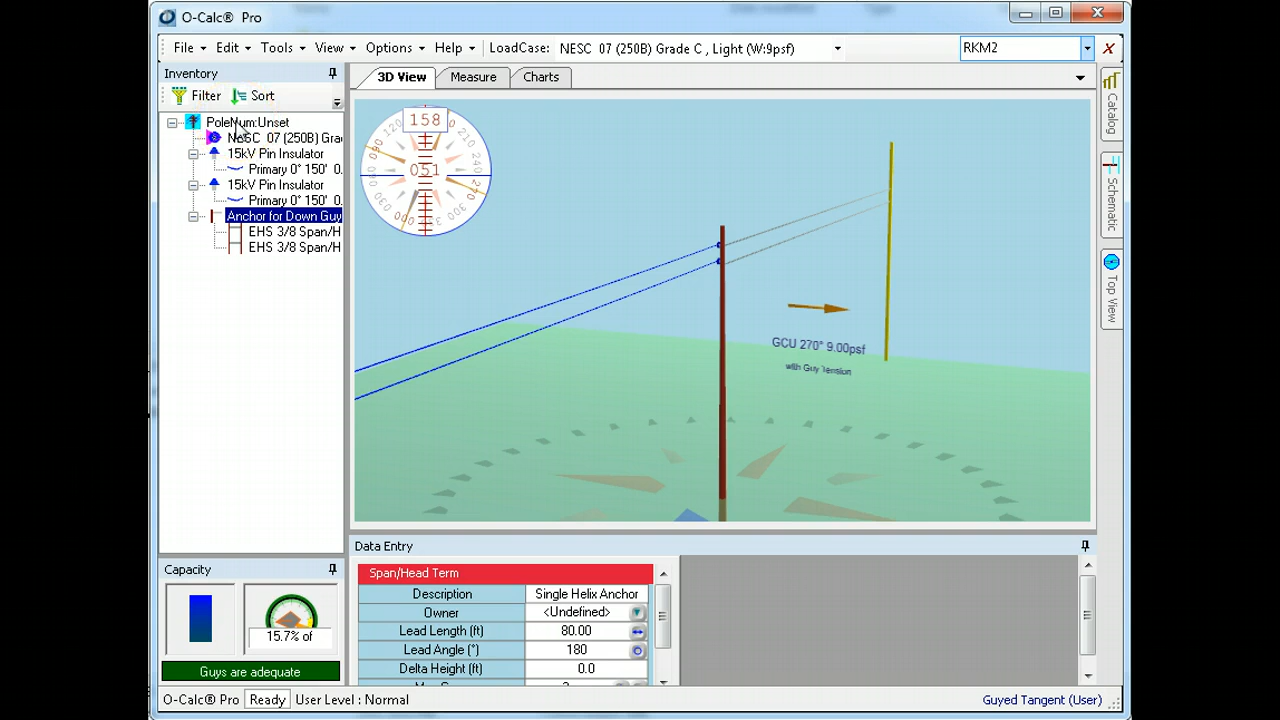 O-Calc® Pro
File Edit Tools View Options Help LoadCase: NESC 07 (250B) Grade C , Light (W:9psf) RKM2
Inventory
Filter Sort
PoleNum:Unset
NESC 07 (250B) Gra
15kV Pin Insulator
Primary 0° 150' 0.
15kV Pin Insulator
Primary 0° 150' 0.
Anchor for Down Guy
EHS 3/8 Span/H
EHS 3/8 Span/H
3D View Measure Charts
158
051
GCU 270° 9.00psf
with Guy Tension
Catalog
Schematic
Top View
Capacity
15.7% of
Guys are adequate
Data Entry
Span/Head Term
Description Single Helix Anchor
Owner <Undefined>
Lead Length (ft) 80.00
Lead Angle (°) 180
Delta Height (ft) 0.0
O-Calc® Pro Ready User Level : Normal Guyed Tangent (User)